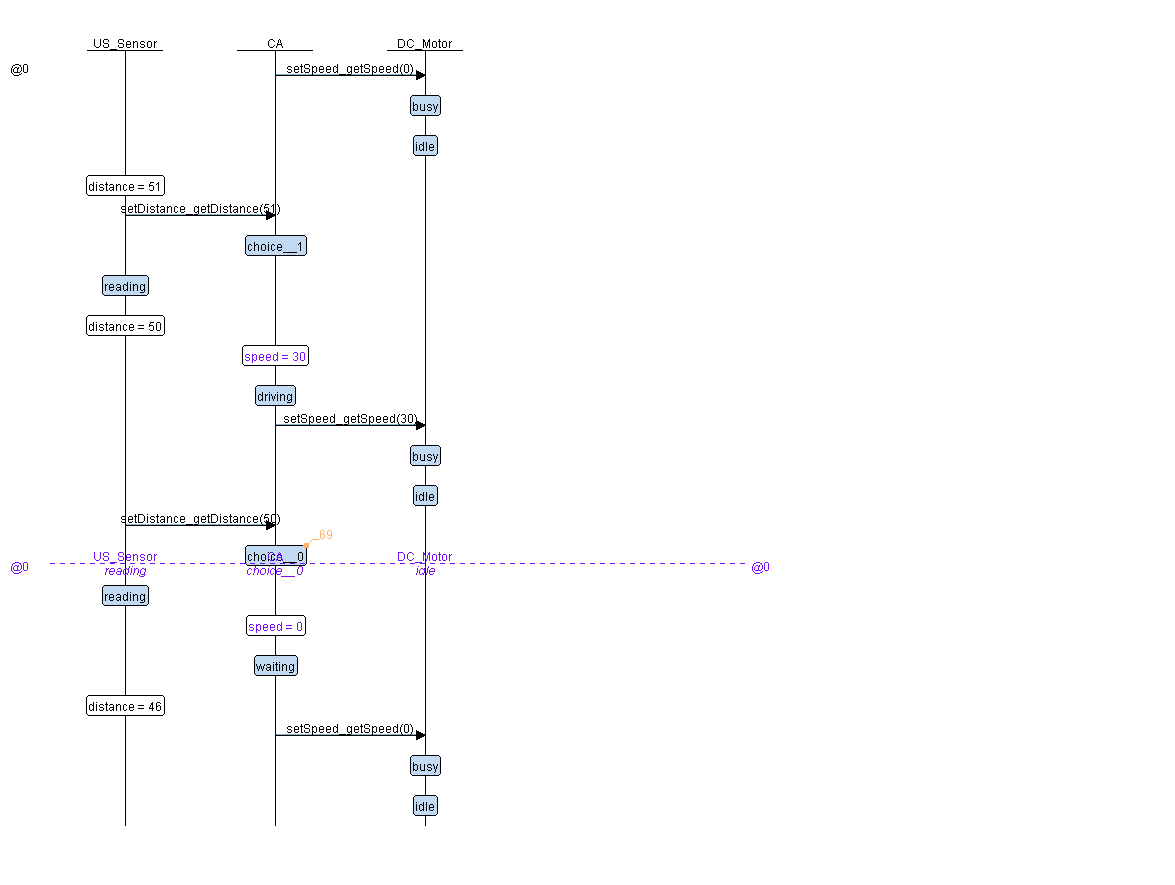 US_Sensor CA DC_Motor
@0 setSpeed_getSpeed(0)
busy
idle
distance = 51
setDistance_getDistance(51)
choice__1
reading
distance = 50
speed = 30
driving
setSpeed_getSpeed(30)
busy
idle
setDistance_getDistance(50)
_69
choice__0
US_Sensor CA DC_Motor
@0 @0
reading choice__0 idle
reading
speed = 0
waiting
distance = 46
setSpeed_getSpeed(0)
busy
idle